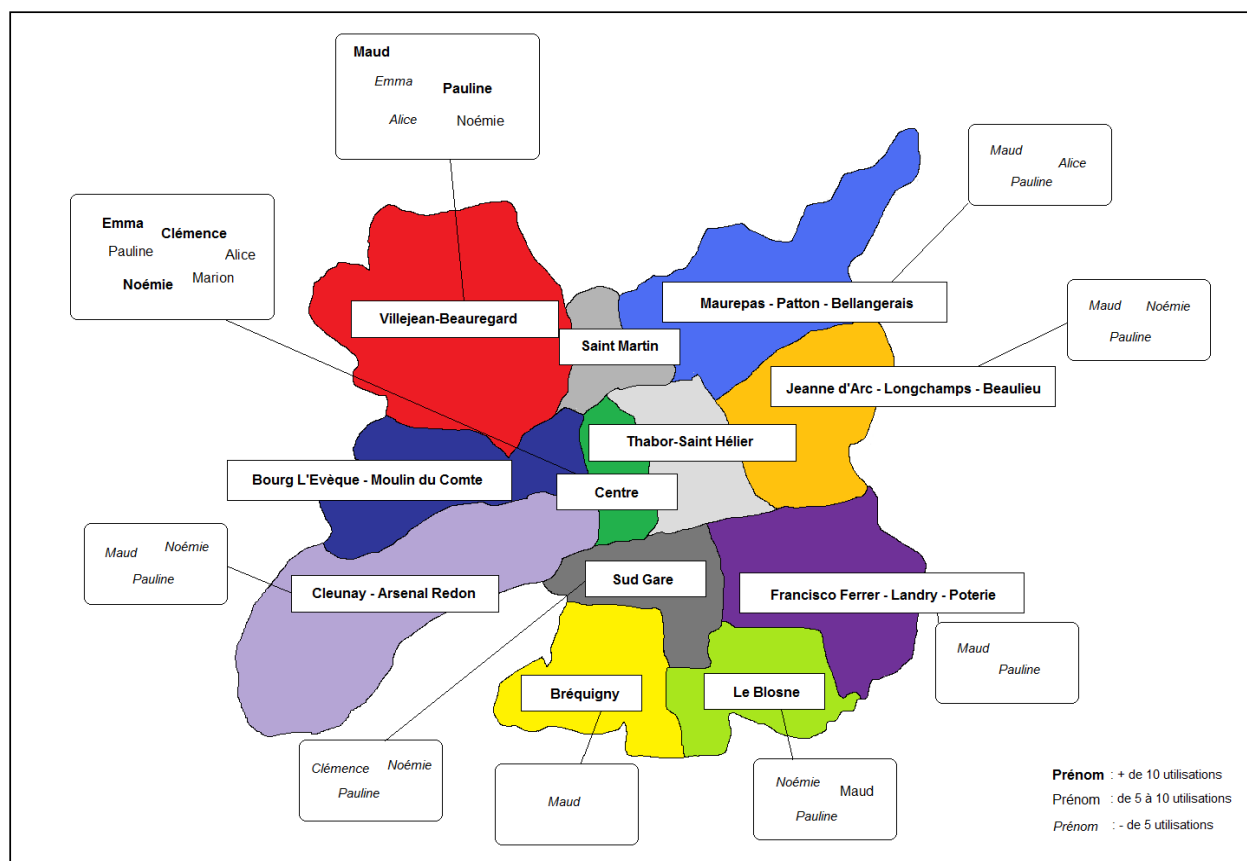 Maud
Emma
Pauline
Alice
Noémie
Maud
Alice
Pauline
Emma
Clémence
Pauline
Alice
Noémie
Marion
Maurepas - Patton - Bellangerais
Villejean-Beauregard
Maud
Noémie
Pauline
Saint Martin
Jeanne d'Arc - Longchamps - Beaulieu
Thabor-Saint Hélier
Bourg L'Evèque - Moulin du Comte
Centre
Maud
Noémie
Pauline
Cleunay - Arsenal Redon
Sud Gare
Francisco Ferrer - Landry - Poterie
Maud
Pauline
Bréquigny
Le Blosne
Clémence
Noémie
Pauline
Maud
Noémie
Maud
Pauline
Prénom : + de 10 utilisations
Prénom : de 5 à 10 utilisations
Prénom : - de 5 utilisations